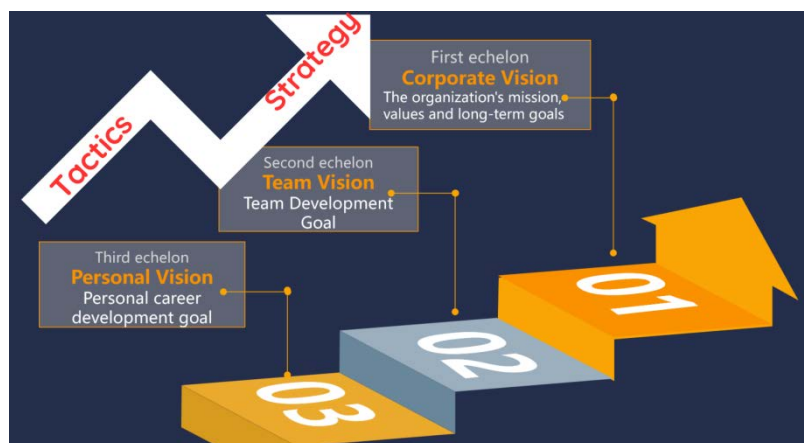 Tactics
Strategy
First echelon
Corporate Vision
The organization's mission,
values and long-term goals
Second echelon
Team Vision
Team Development
Goal
Third echelon
Personal Vision
Personal career
development goal
01
02
03